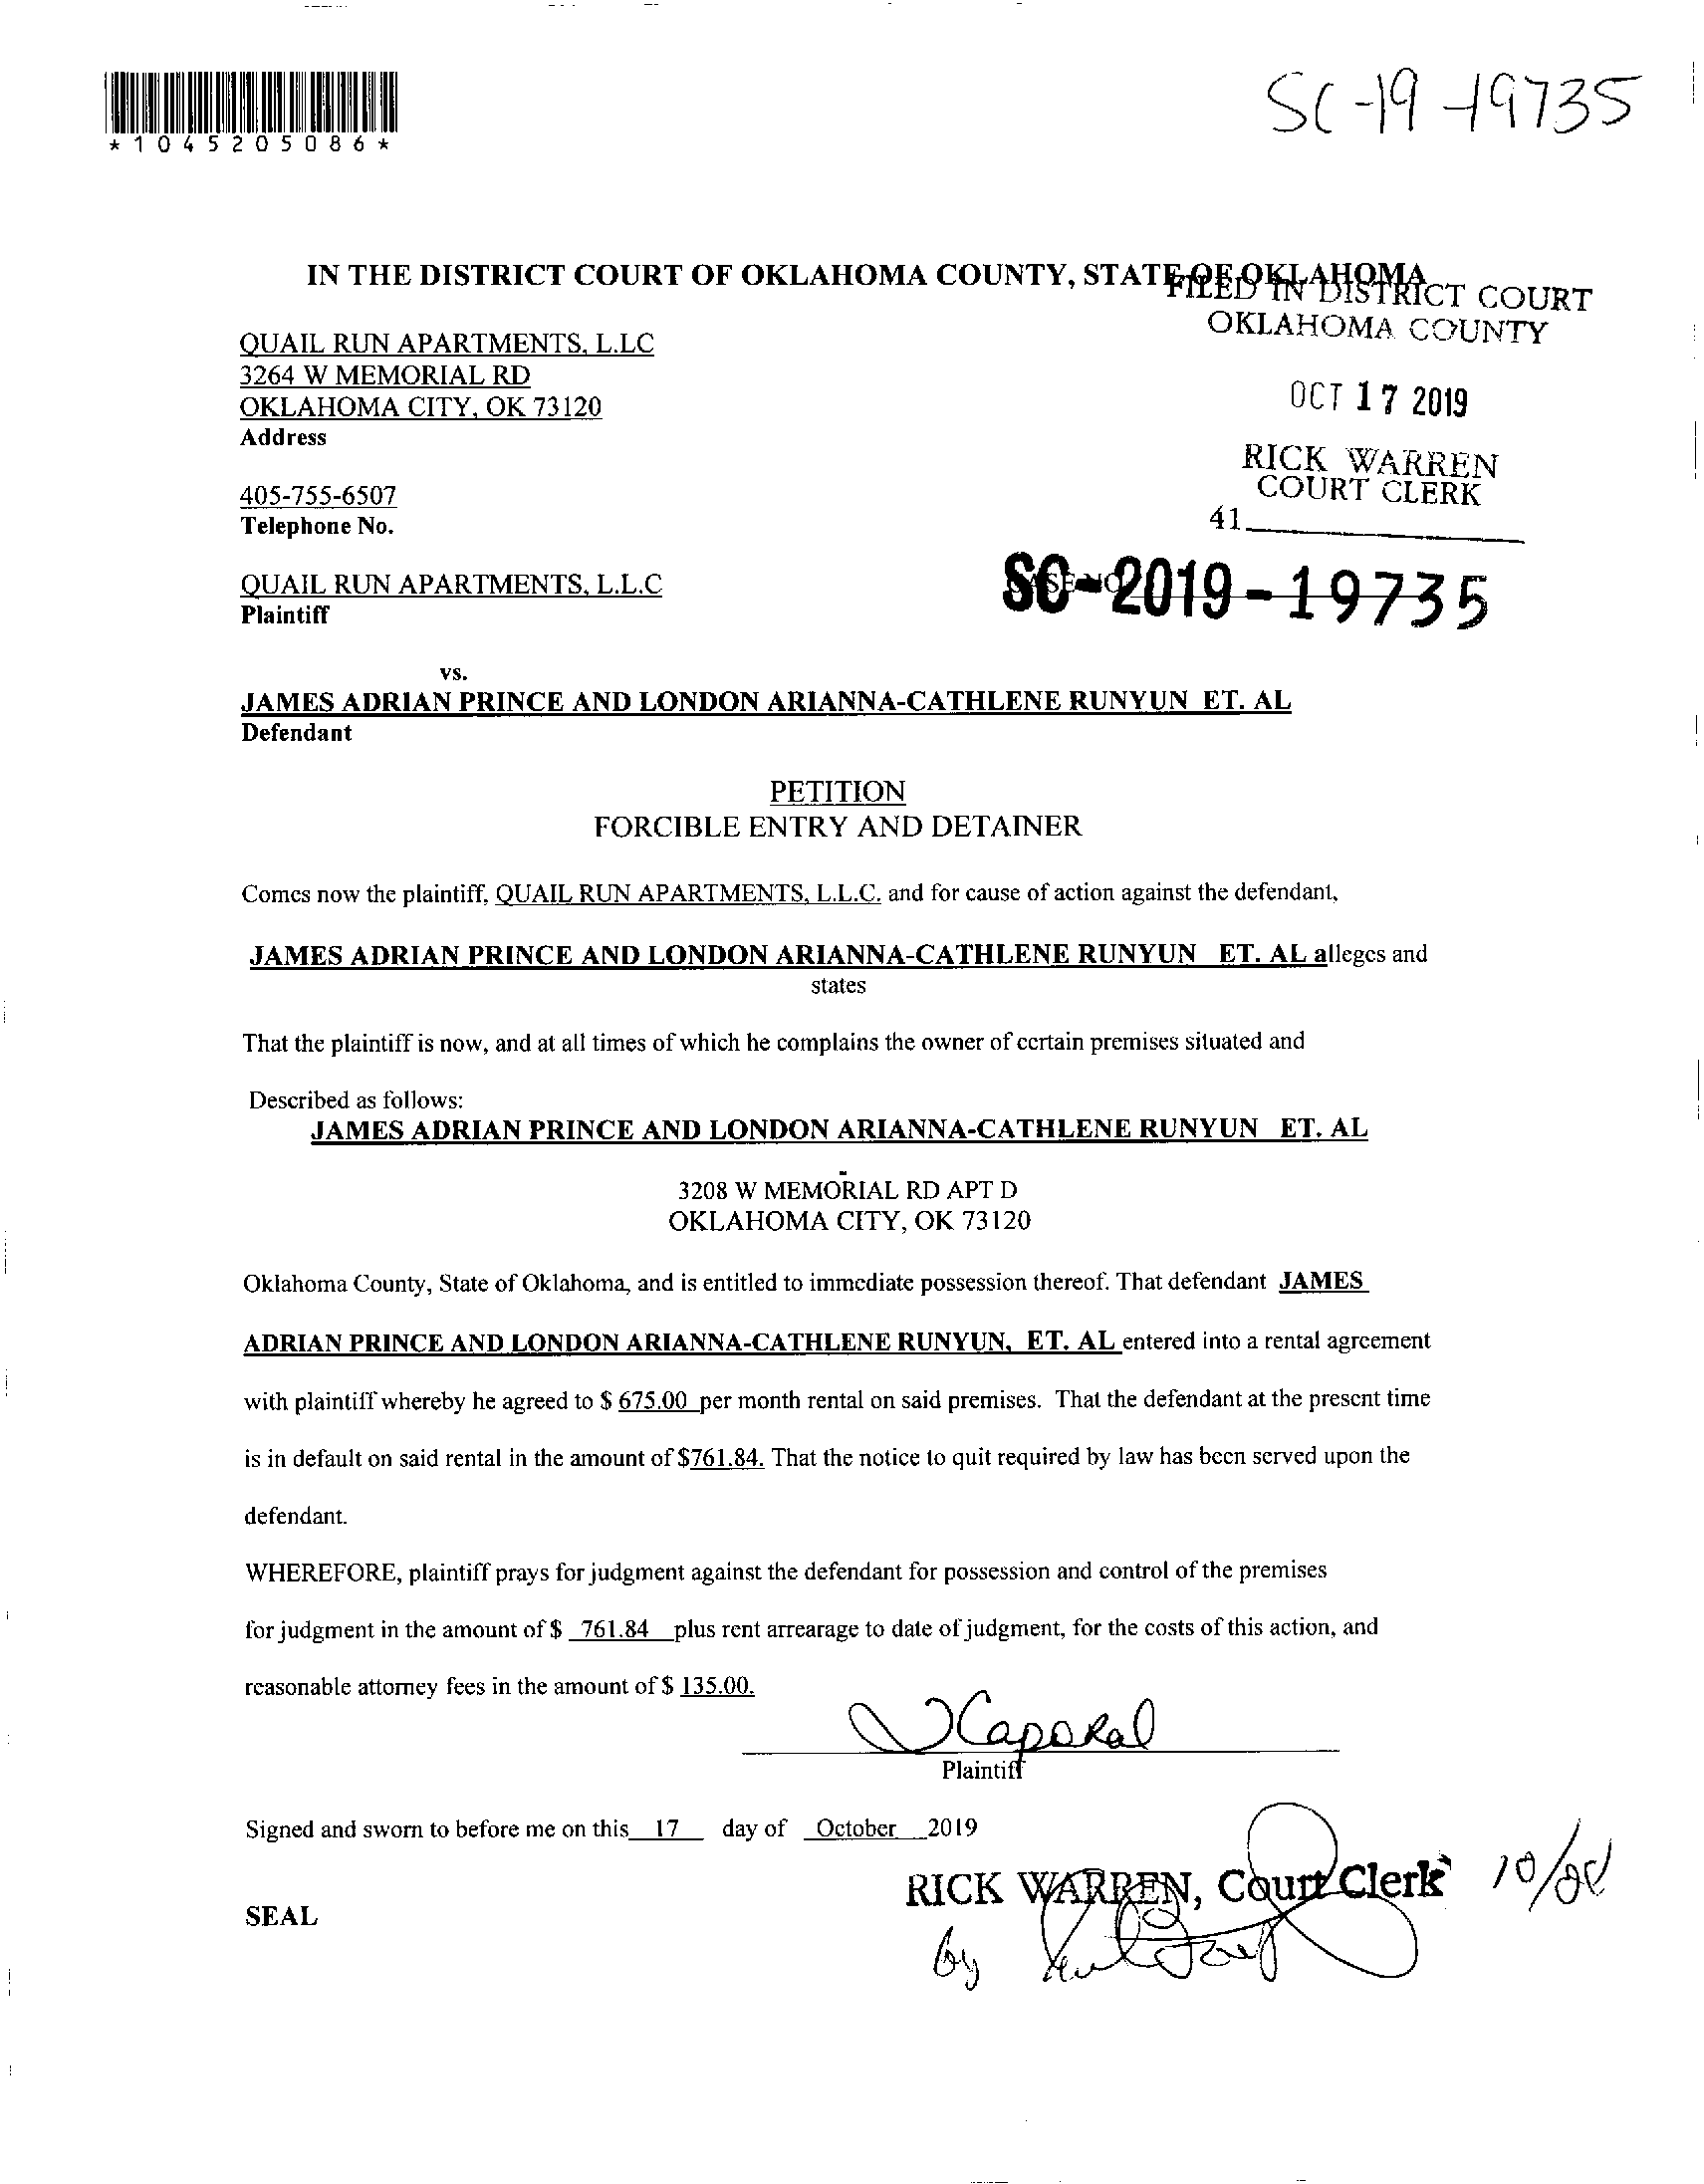 SC-19-19735
*1045205086*
IN THE DISTRICT COURT OF OKLAHOMA COUNTY, STATE OF OKLAHOMA
FILED IN DISTRICT COURT
OKLAHOMA COUNTY
QUAIL RUN APARTMENTS, L.LC
3264 W MEMORIAL RD
OKLAHOMA CITY, OK 73120
Address
OCT 17 2019
RICK WARREN
COURT CLERK
41
405-755-6507
Telephone No.
QUAIL RUN APARTMENTS, L.L.C
Plaintiff
SC-2019-19735
vs.
JAMES ADRIAN PRINCE AND LONDON ARIANNA-CATHLENE RUNYUN ET. AL
Defendant
PETITION
FORCIBLE ENTRY AND DETAINER
Comes now the plaintiff, QUAIL RUN APARTMENTS, L.L.C. and for cause of action against the defendant,
JAMES ADRIAN PRINCE AND LONDON ARIANNA-CATHLENE RUNYUN ET. AL alleges and
states
That the plaintiff is now, and at all times of which he complains the owner of certain premises situated and
Described as follows:
JAMES ADRIAN PRINCE AND LONDON ARIANNA-CATHLENE RUNYUN ET. AL
3208 W MEMORIAL RD APT D
OKLAHOMA CITY, OK 73120
Oklahoma County, State of Oklahoma, and is entitled to immediate possession thereof. That defendant JAMES
ADRIAN PRINCE AND LONDON ARIANNA-CATHLENE RUNYUN, ET. AL entered into a rental agreement
with plaintiff whereby he agreed to $ 675.00 per month rental on said premises. That the defendant at the present time
is in default on said rental in the amount of $761.84. That the notice to quit required by law has been served upon the
defendant.
WHEREFORE, plaintiff prays for judgment against the defendant for possession and control of the premises
for judgment in the amount of $ 761.84 plus rent arrearage to date of judgment, for the costs of this action, and
reasonable attorney fees in the amount of $ 135.00.
Caporal
Plaintiff
Signed and sworn to before me on this 17 day of October 2019
RICK WARREN, Court Clerk
SEAL
by